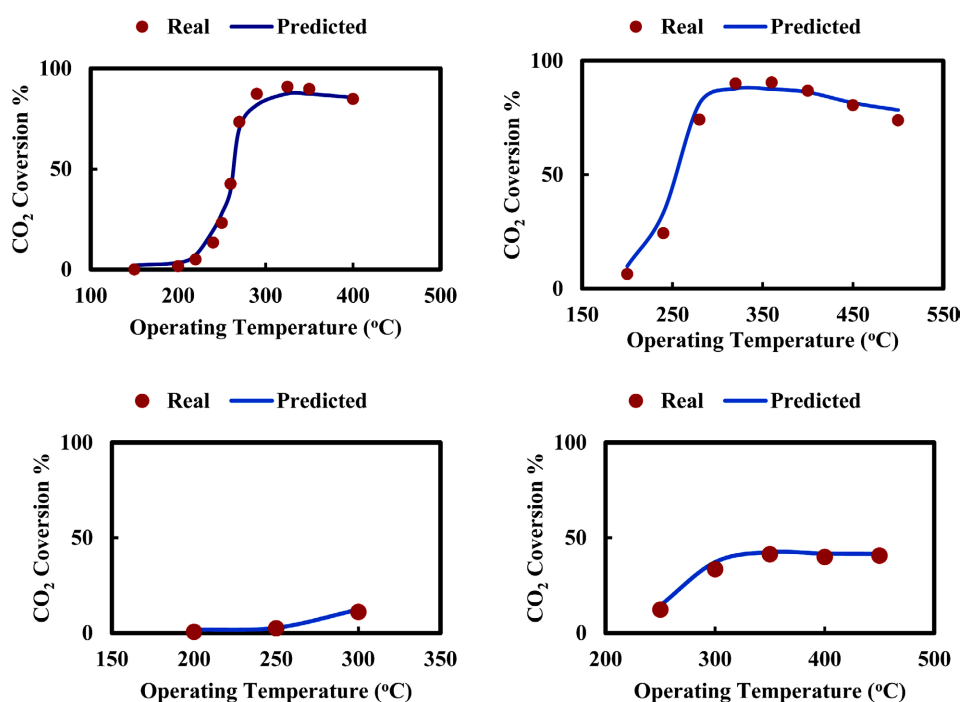 Real Predicted
CO₂ Coversion %
100
50
0
100 200 300 400 500
Operating Temperature (ºC)
Real Predicted
CO₂ Coversion %
100
50
0
150 250 350 450 550
Operating Temperature (ºC)
Real Predicted
CO₂ Coversion %
100
50
0
150 200 250 300 350
Operating Temperature (ºC)
Real Predicted
CO₂ Coversion %
100
50
0
200 300 400 500
Operating Temperature (ºC)